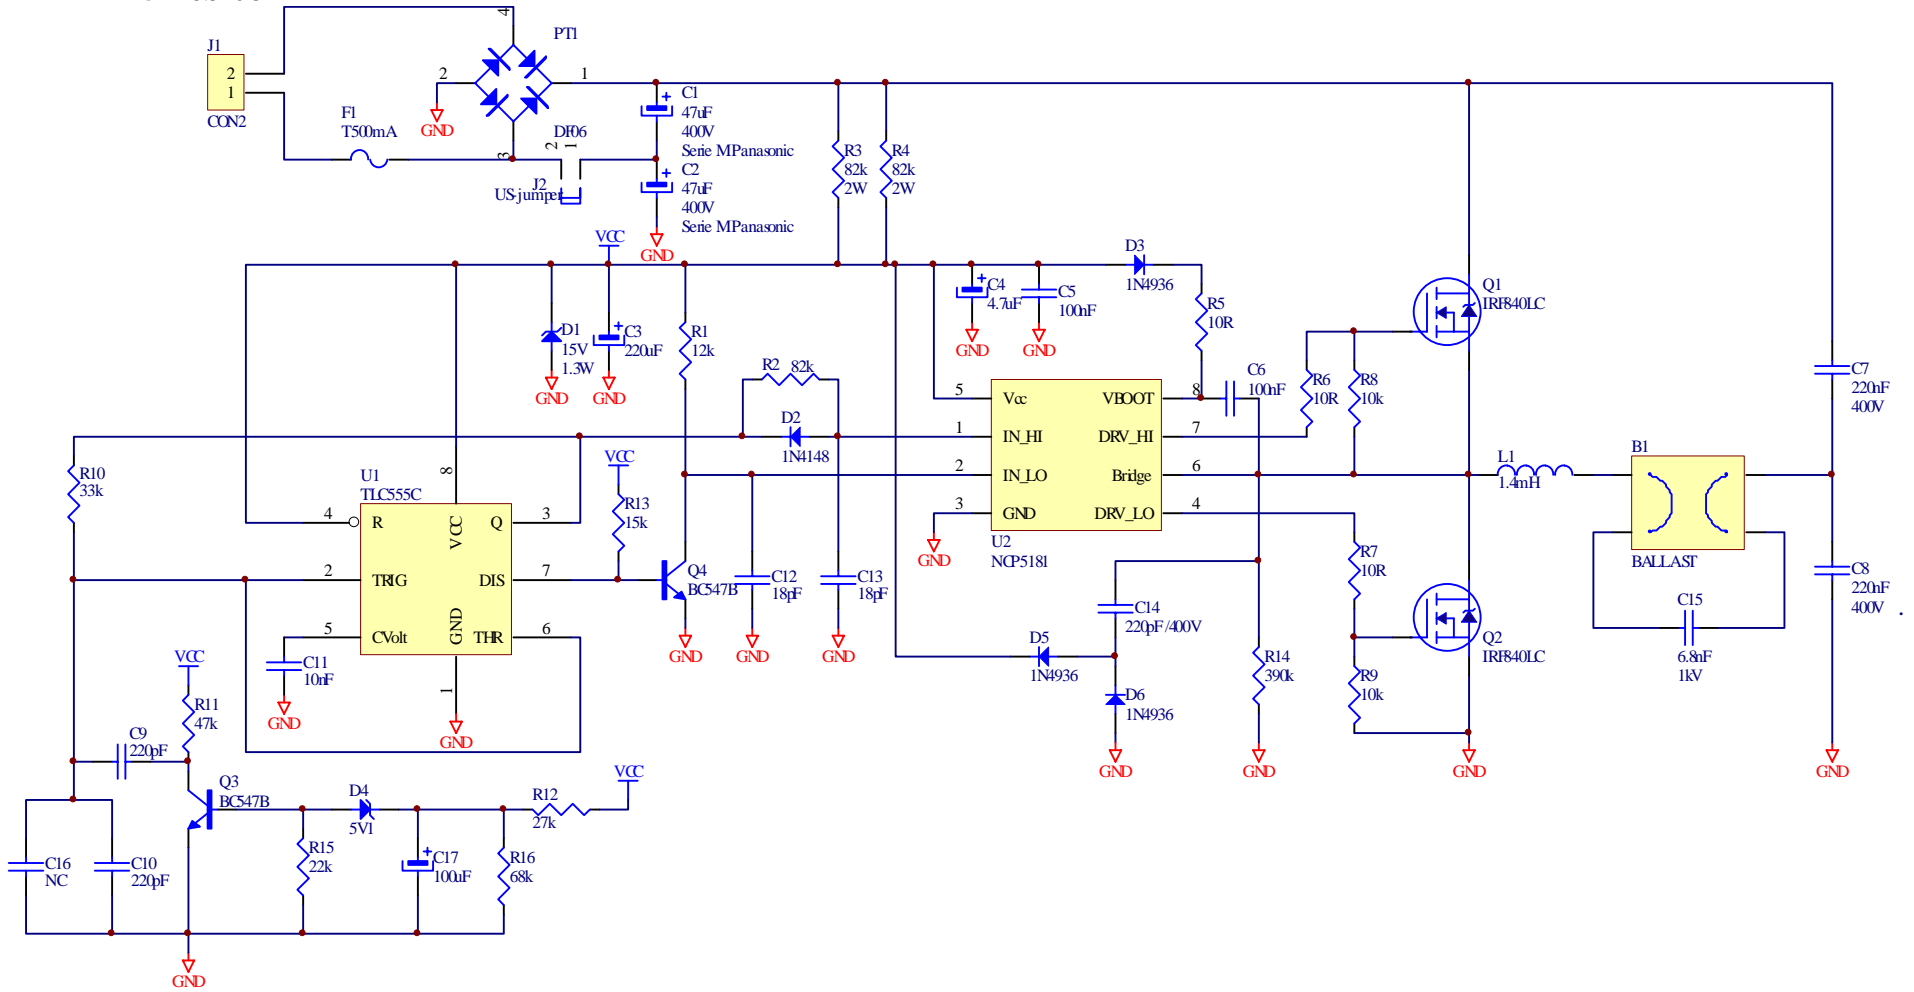 4
PT1
J1
2
1
CON2
2
1
GND
F1
T500mA
3
DF06
2
1
J2
US-jumper
C1
47uF
400V
Serie MPanasonic
C2
47uF
400V
Serie MPanasonic
GND
R3
82k
2W
R4
82k
2W
VCC
D1
15V
1.3W
GND
C3
220uF
GND
R1
12k
R2 82k
D2
1N4148
C4
4.7uF
GND
C5
100nF
GND
D3
1N4936
R5
10R
C6
100nF
5 Vcc VBOOT 8
1 IN_HI DRV_HI 7
2 IN_LO Bridge 6
3 GND DRV_LO 4
U2
NCP5181
GND
R6
10R
R8
10k
Q1
IRF840LC
C7
220nF
400V
L1
1.4mH
B1
BALLAST
C15
6.8nF
1kV
C8
220nF
400V
GND
R7
10R
R9
10k
Q2
IRF840LC
GND
C14
220pF/400V
D5
1N4936
D6
1N4936
GND
R14
390k
GND
R10
33k
U1
TLC555C
8
VCC
4 R Q 3
2 TRIG DIS 7
5 CVolt THR 6
GND
1
GND
VCC
R13
15k
Q4
BC547B
GND
C12
18pF
GND
C13
18pF
GND
C11
10nF
GND
VCC
R11
47k
C9
220pF
Q3
BC547B
D4
5V1
R12
27k
VCC
C16
NC
C10
220pF
R15
22k
C17
100uF
R16
68k
GND